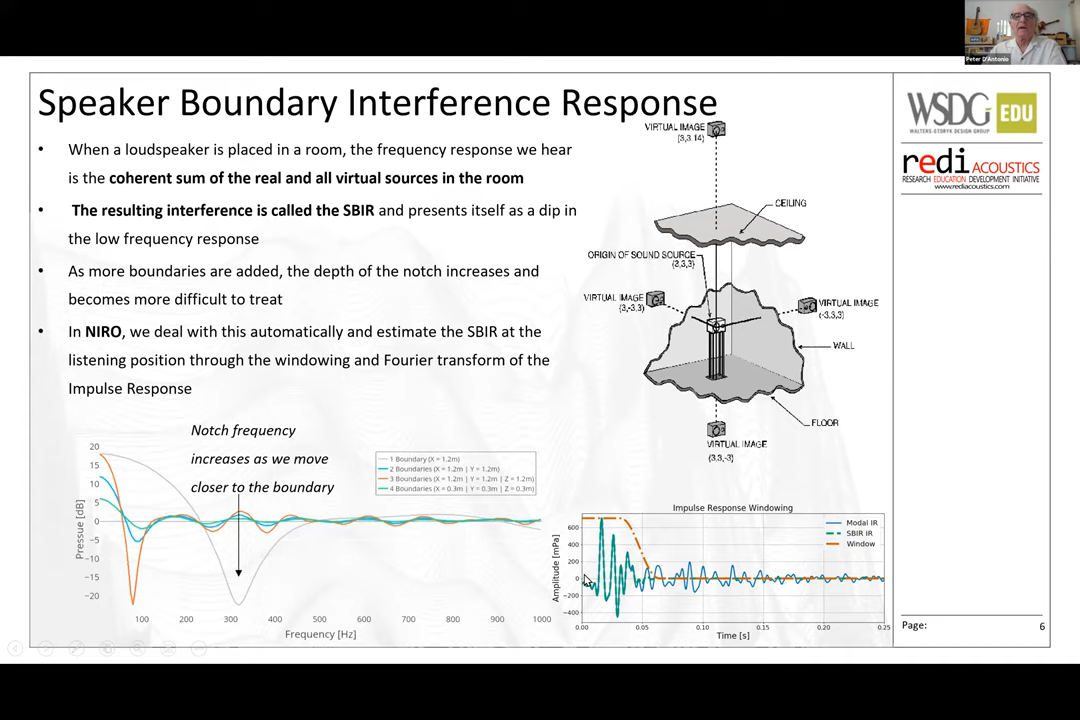 Peter D'Antonio
Speaker Boundary Interference Response
• When a loudspeaker is placed in a room, the frequency response we hear
is the coherent sum of the real and all virtual sources in the room
• The resulting interference is called the SBIR and presents itself as a dip in
the low frequency response
• As more boundaries are added, the depth of the notch increases and
becomes more difficult to treat
• In NIRO, we deal with this automatically and estimate the SBIR at the
listening position through the windowing and Fourier transform of the
Impulse Response
Notch frequency
increases as we move
closer to the boundary
20
15
10
5
0
−5
−10
−15
−20
Pressue [dB]
1 Boundary (X = 1.2m)
2 Boundaries (X = 1.2m | Y = 1.2m)
3 Boundaries (X = 1.2m | Y = 1.2m | Z = 1.2m)
4 Boundaries (X = 0.3m | Y = 0.3m | Z = 0.3m)
100 200 300 400 500 600 700 800 900 1000
Frequency [Hz]
VIRTUAL IMAGE
{3,3,14}
CEILING
ORIGIN OF SOUND SOURCE
{3,3,3}
VIRTUAL IMAGE
{3,-3,3}
VIRTUAL IMAGE
{-3,3,3}
WALL
FLOOR
VIRTUAL IMAGE
{3,3,-3}
Impulse Response Windowing
Modal IR
SBIR IR
Window
600
400
200
0
−200
−400
Amplitude [mPa]
0.00 0.05 0.10 0.15 0.20 0.25
Time [s]
WSDG EDU
WALTERS-STORYK DESIGN GROUP
redi ACOUSTICS
RESEARCH EDUCATION DEVELOPMENT INITIATIVE
www.rediacoustics.com
Page: 6